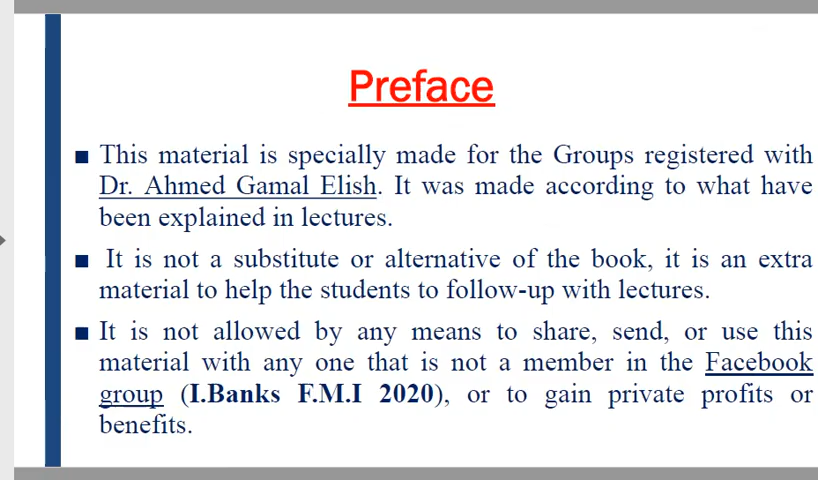 Preface
■ This material is specially made for the Groups registered with
Dr. Ahmed Gamal Elish. It was made according to what have
been explained in lectures.
■ It is not a substitute or alternative of the book, it is an extra
material to help the students to follow-up with lectures.
■ It is not allowed by any means to share, send, or use this
material with any one that is not a member in the Facebook
group (I.Banks F.M.I 2020), or to gain private profits or
benefits.